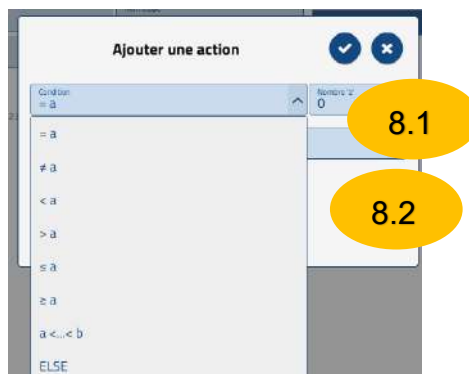 Ajouter une action
Condition
= a
Nombre 'a'
0
8.1
= a
≠ a
< a
8.2
> a
≤ a
≥ a
a <...< b
ELSE